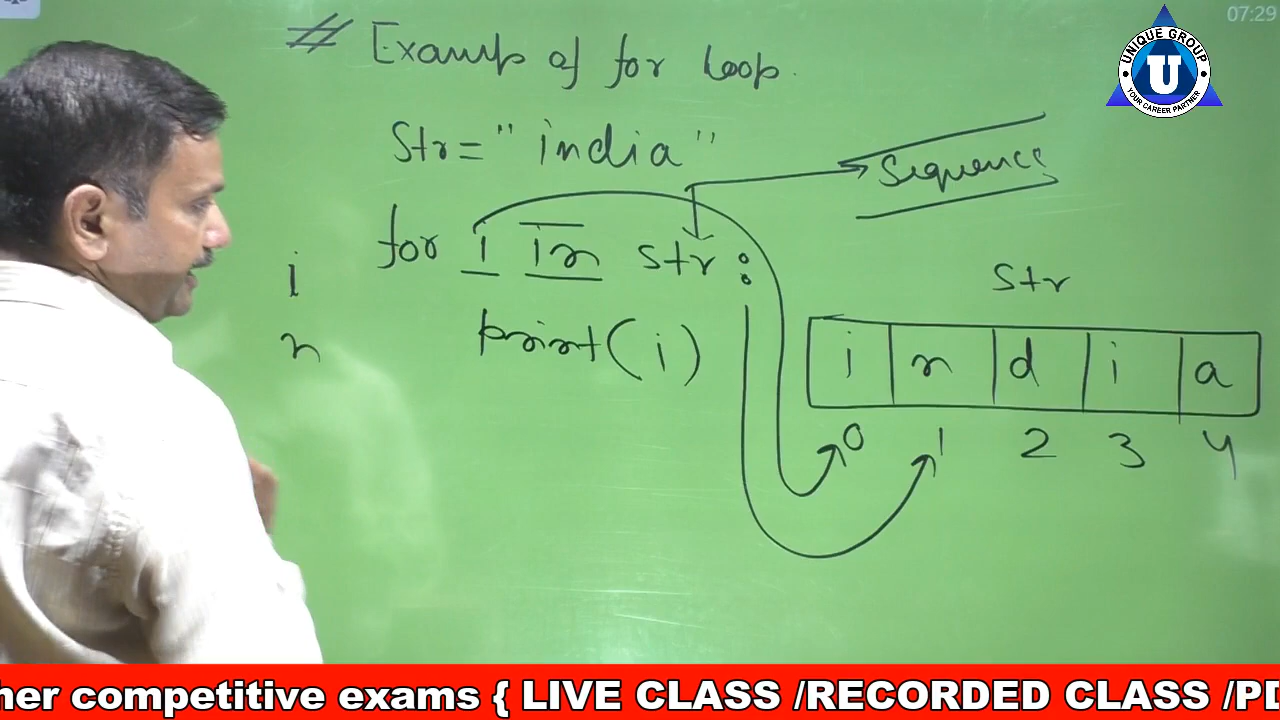 07:29
UNIQUE GROUP
U
YOUR CAREER PARTNER
# Example of for Loop.
Str= "india"
Sequence
for i in str:
i
n
print(i)
Str
i n d i a
0 1 2 3 4
her competitive exams { LIVE CLASS /RECORDED CLASS /PD